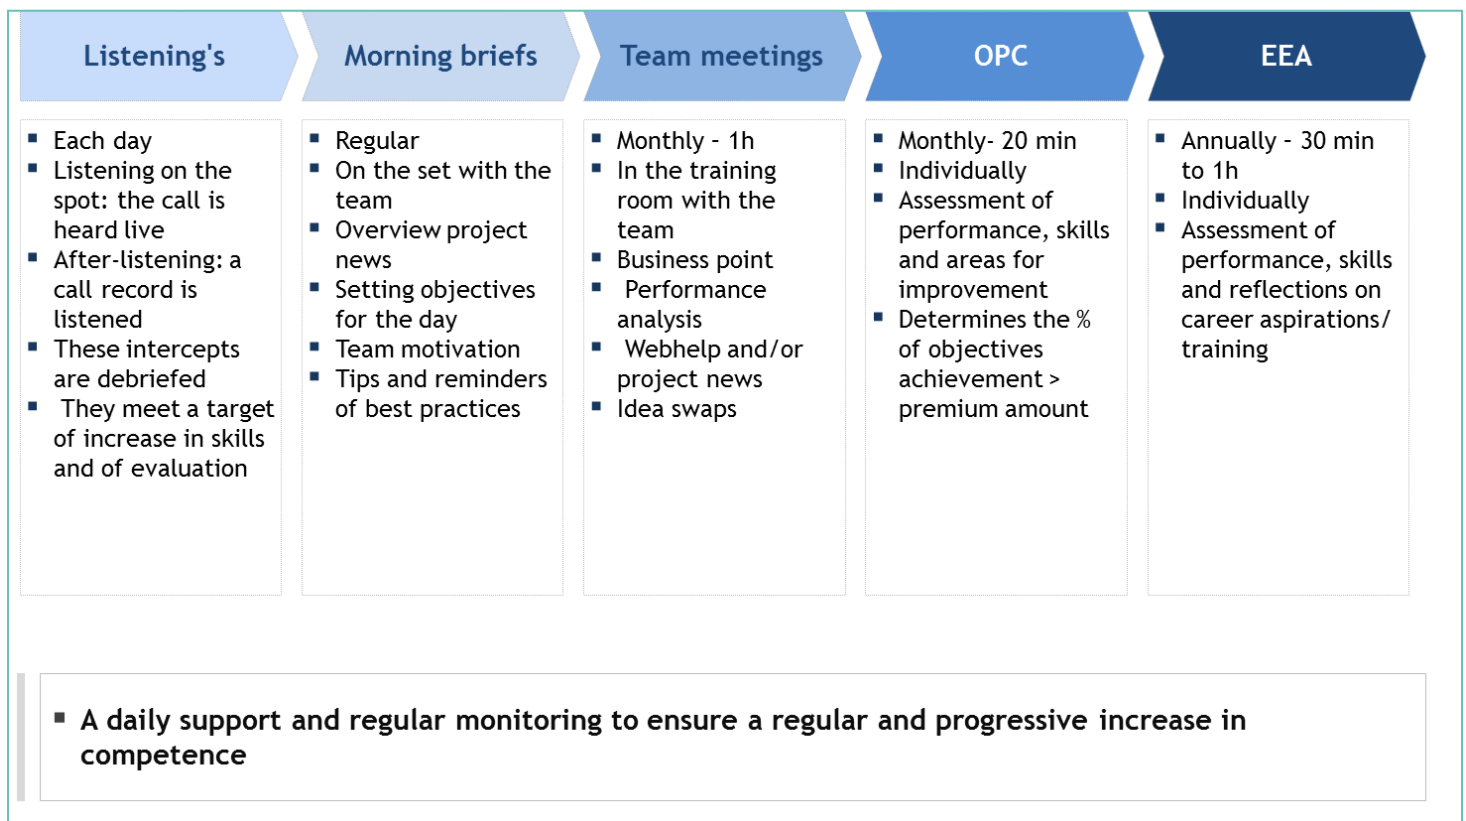 Listening's
Each day
Listening on the
spot: the call is
heard live
After-listening: a
call record is
listened
These intercepts
are debriefed
They meet a target
of increase in skills
and of evaluation
Morning briefs
Regular
On the set with the
team
Overview project
news
Setting objectives
for the day
Team motivation
Tips and reminders
of best practices
Team meetings
Monthly - 1h
In the training
room with the
team
Business point
Performance
analysis
Webhelp and/or
project news
Idea swaps
OPC
Monthly- 20 min
Individually
Assessment of
performance, skills
and areas for
improvement
Determines the %
of objectives
achievement >
premium amount
EEA
Annually - 30 min
to 1h
Individually
Assessment of
performance, skills
and reflections on
career aspirations/
training
A daily support and regular monitoring to ensure a regular and progressive increase in
competence